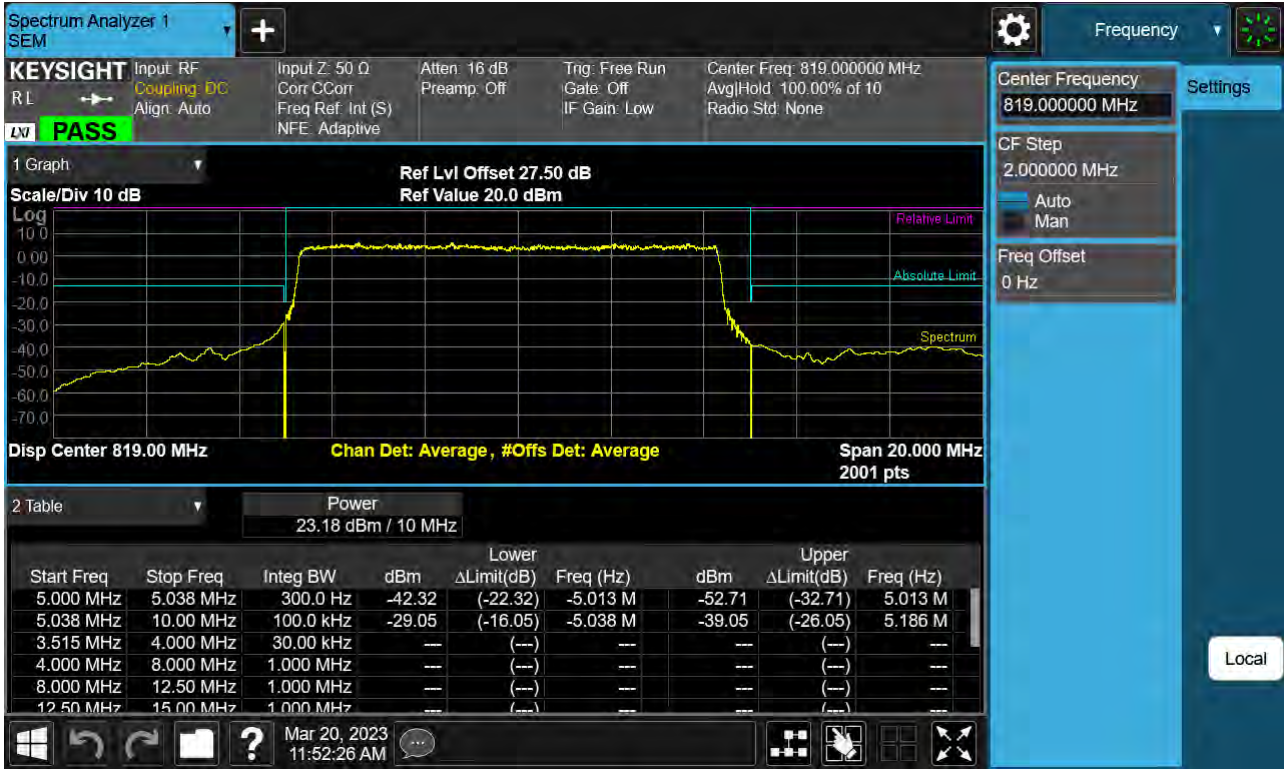 Spectrum Analyzer 1
SEM
+
Frequency
KEYSIGHT
RL
LXI
PASS
Input: RF
Coupling: DC
Align: Auto
Input Z: 50 Ω
Corr CCorr
Freq Ref: Int (S)
NFE: Adaptive
Atten: 16 dB
Preamp: Off
Trig: Free Run
Gate: Off
IF Gain: Low
Center Freq: 819.000000 MHz
Avg|Hold: 100.00% of 10
Radio Std: None
Center Frequency
819.000000 MHz
Settings
CF Step
2.000000 MHz
Auto
Man
Freq Offset
0 Hz
Local
1 Graph
Scale/Div 10 dB
Ref Lvl Offset 27.50 dB
Ref Value 20.0 dBm
Log
10.0
0.00
-10.0
-20.0
-30.0
-40.0
-50.0
-60.0
-70.0
Relative Limit
Absolute Limit
Spectrum
Disp Center 819.00 MHz
Chan Det: Average, #Offs Det: Average
Span 20.000 MHz
2001 pts
2 Table
Power
23.18 dBm / 10 MHz
Lower Upper
Start Freq Stop Freq Integ BW dBm ΔLimit(dB) Freq (Hz) dBm ΔLimit(dB) Freq (Hz)
5.000 MHz 5.038 MHz 300.0 Hz -42.32 (-22.32) -5.013 M -52.71 (-32.71) 5.013 M
5.038 MHz 10.00 MHz 100.0 kHz -29.05 (-16.05) -5.038 M -39.05 (-26.05) 5.186 M
3.515 MHz 4.000 MHz 30.00 kHz --- (---) --- --- (---) ---
4.000 MHz 8.000 MHz 1.000 MHz --- (---) --- --- (---) ---
8.000 MHz 12.50 MHz 1.000 MHz --- (---) --- --- (---) ---
12.50 MHz 15.00 MHz 1.000 MHz --- (---) --- --- (---) ---
?
Mar 20, 2023
11:52:26 AM